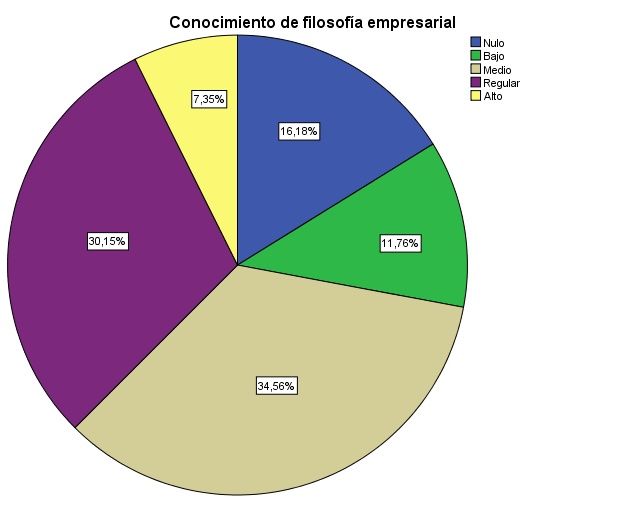 Conocimiento de filosofía empresarial
Nulo
Bajo
Medio
Regular
Alto
7,35%
16,18%
30,15%
11,76%
34,56%